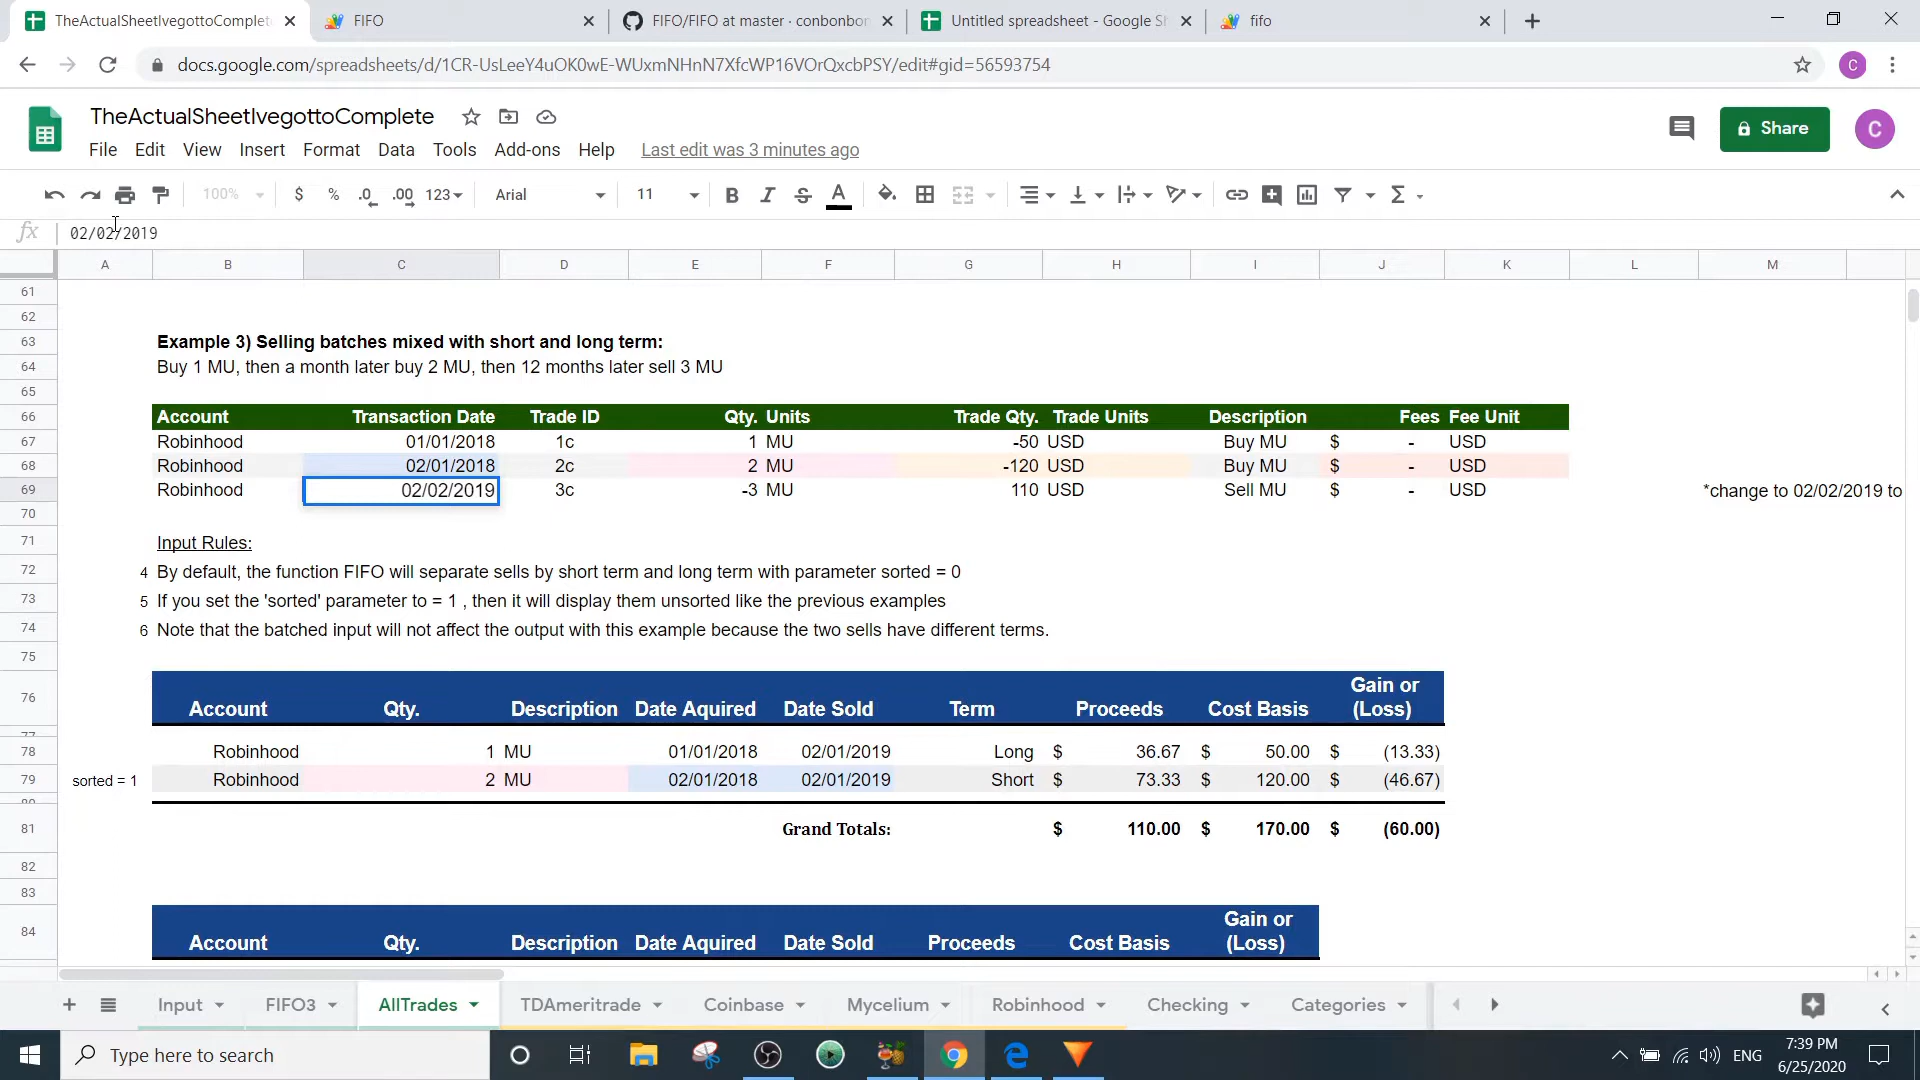 TheActualSheetIvegottoComplete
FIFO
FIFO/FIFO at master · conbonbon
Untitled spreadsheet - Google Sh
fifo
docs.google.com/spreadsheets/d/1CR-UsLeeY4uOK0wE-WUxmNHnN7XfcWP16VOrQxcbPSY/edit#gid=56593754
C
TheActualSheetIvegottoComplete
Share
C
File Edit View Insert Format Data Tools Add-ons Help Last edit was 3 minutes ago
100% $ % .0 .00 123 Arial 11 B I S A Σ
fx 02/02/2019
A B C D E F G H I J K L M
61
62
63 Example 3) Selling batches mixed with short and long term:
64 Buy 1 MU, then a month later buy 2 MU, then 12 months later sell 3 MU
65
66 Account Transaction Date Trade ID Qty. Units Trade Qty. Trade Units Description Fees Fee Unit
67 Robinhood 01/01/2018 1c 1 MU -50 USD Buy MU $ - USD
68 Robinhood 02/01/2018 2c 2 MU -120 USD Buy MU $ - USD
69 Robinhood 02/02/2019 3c -3 MU 110 USD Sell MU $ - USD *change to 02/02/2019 to
70
71 Input Rules:
72 4 By default, the function FIFO will separate sells by short term and long term with parameter sorted = 0
73 5 If you set the 'sorted' parameter to = 1 , then it will display them unsorted like the previous examples
74 6 Note that the batched input will not affect the output with this example because the two sells have different terms.
75
Gain or
76 Account Qty. Description Date Aquired Date Sold Term Proceeds Cost Basis (Loss)
77
78 Robinhood 1 MU 01/01/2018 02/01/2019 Long $ 36.67 $ 50.00 $ (13.33)
79 sorted = 1 Robinhood 2 MU 02/01/2018 02/01/2019 Short $ 73.33 $ 120.00 $ (46.67)
80
81 Grand Totals: $ 110.00 $ 170.00 $ (60.00)
82
83
Gain or
84 Account Qty. Description Date Aquired Date Sold Proceeds Cost Basis (Loss)
Input FIFO3 AllTrades TDAmeritrade Coinbase Mycelium Robinhood Checking Categories
Type here to search
ENG
7:39 PM
6/25/2020